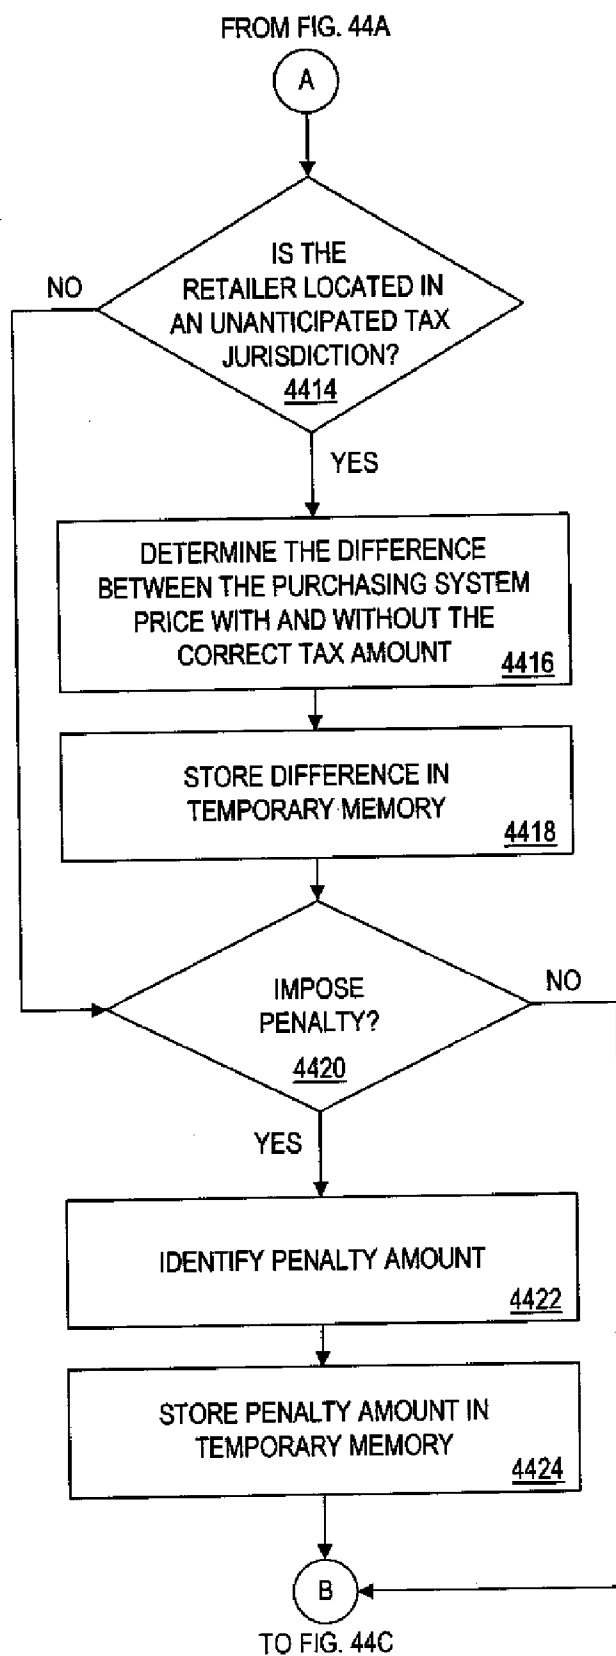 FROM FIG. 44A
A
IS THE
RETAILER LOCATED IN
AN UNANTICIPATED TAX
JURISDICTION?
4414
NO
YES
DETERMINE THE DIFFERENCE
BETWEEN THE PURCHASING SYSTEM
PRICE WITH AND WITHOUT THE
CORRECT TAX AMOUNT
4416
STORE DIFFERENCE IN
TEMPORARY MEMORY
4418
IMPOSE
PENALTY?
4420
NO
YES
IDENTIFY PENALTY AMOUNT
4422
STORE PENALTY AMOUNT IN
TEMPORARY MEMORY
4424
B
TO FIG. 44C